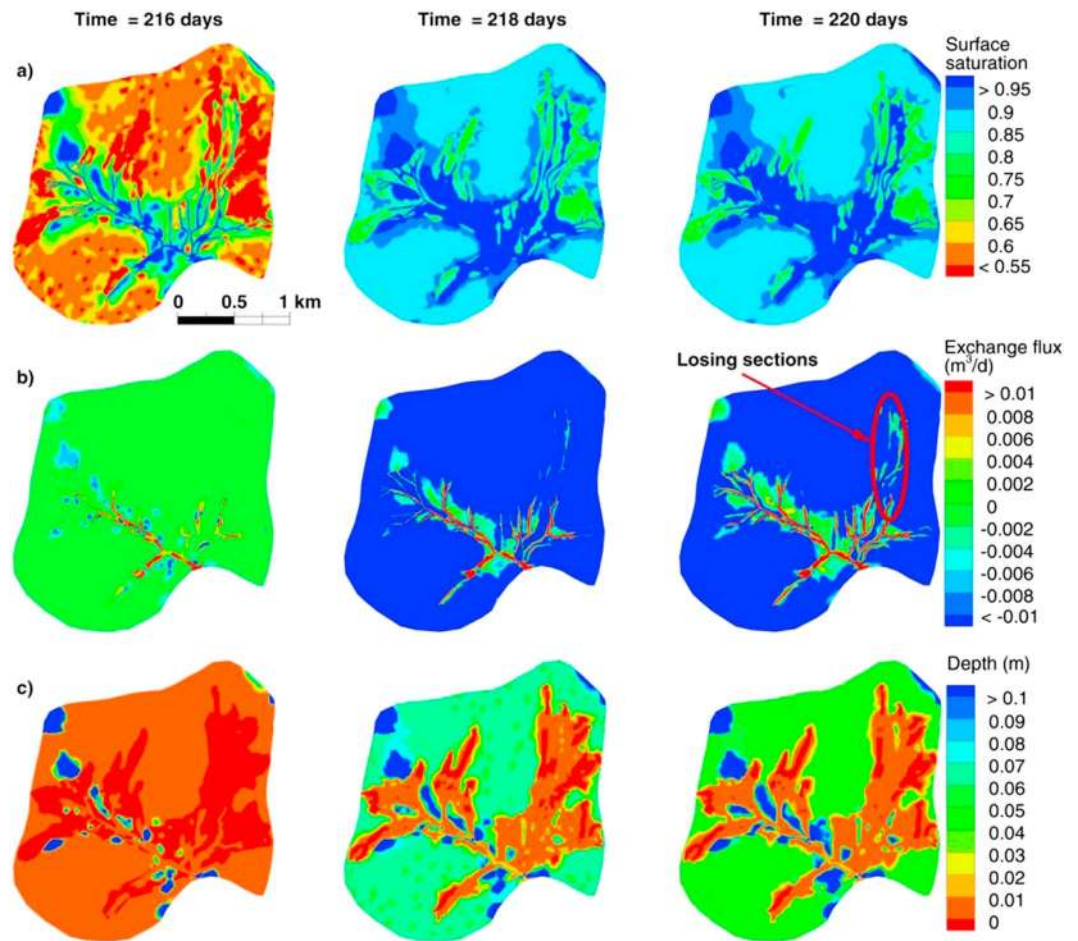 Time = 216 days
Time = 218 days
Time = 220 days
a)
Surface
saturation
> 0.95
0.9
0.85
0.8
0.75
0.7
0.65
0.6
< 0.55
0 0.5 1 km
b)
Losing sections
Exchange flux
(m³/d)
> 0.01
0.008
0.006
0.004
0.002
0
-0.002
-0.004
-0.006
-0.008
< -0.01
c)
Depth (m)
> 0.1
0.09
0.08
0.07
0.06
0.05
0.04
0.03
0.02
0.01
0